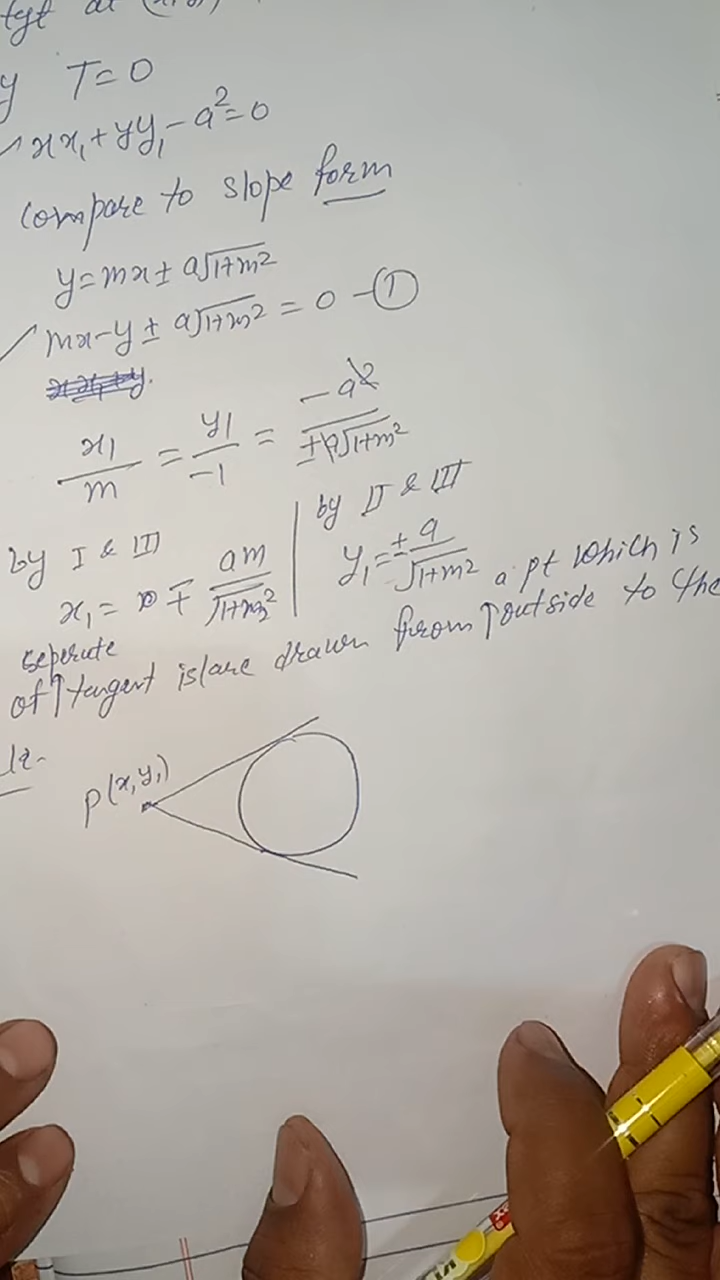 tgt at
y T=0
xx₁+yy₁-a²=0
compare to slope form
y=mx±a√1+m²
mx-y±a√1+m² = 0 -①
x₁/m = y₁/-1 = -a²/±a√1+m²
by I & III
x₁= ∓ am/√1+m²
by II & III
y₁=± a/√1+m²
seperate a pt which is
of ↑tangent is/are drawn from↑outside to the
P(x,y₁)